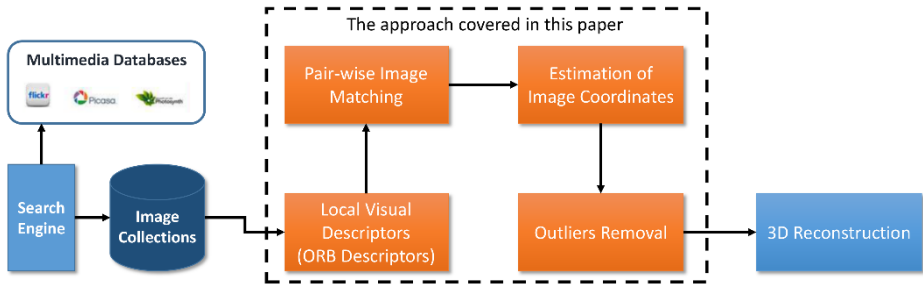 The approach covered in this paper
Multimedia Databases
flickr
Picasa
Photosynth
Pair-wise Image
Matching
Estimation of
Image Coordinates
Search
Engine
Image
Collections
Local Visual
Descriptors
(ORB Descriptors)
Outliers Removal
3D Reconstruction